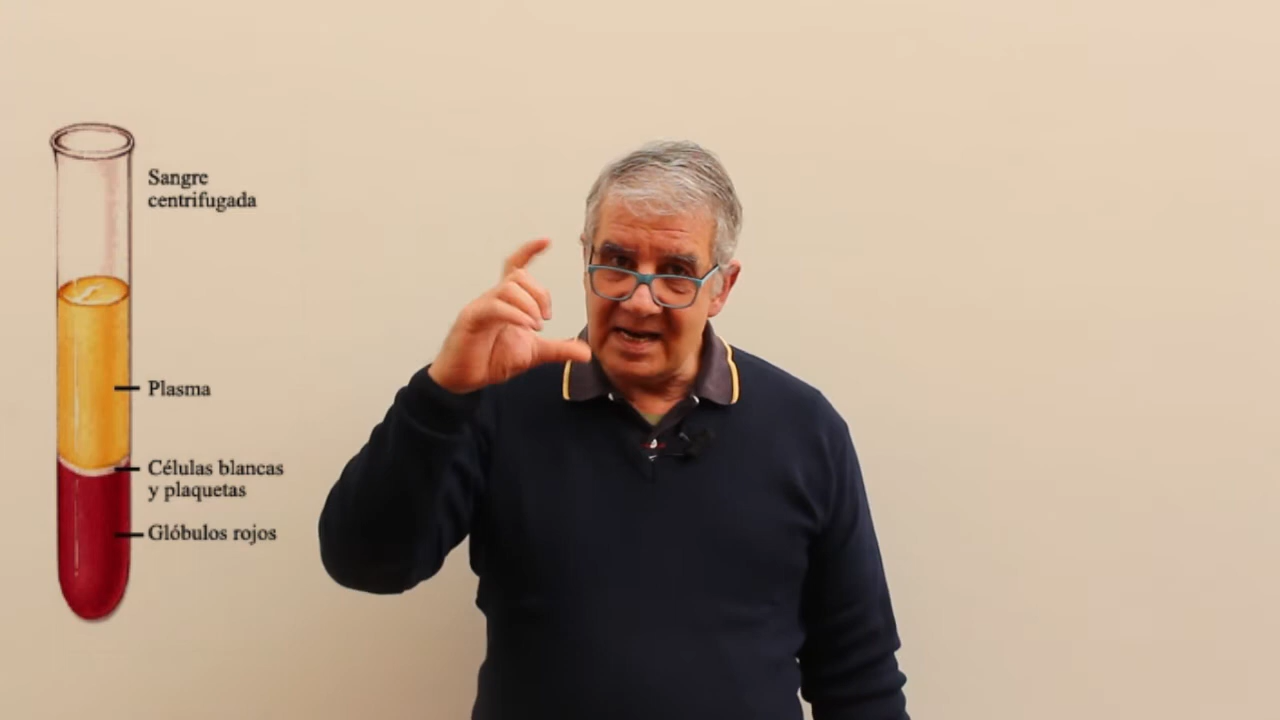 Sangre
centrifugada
Plasma
Células blancas
y plaquetas
Glóbulos rojos